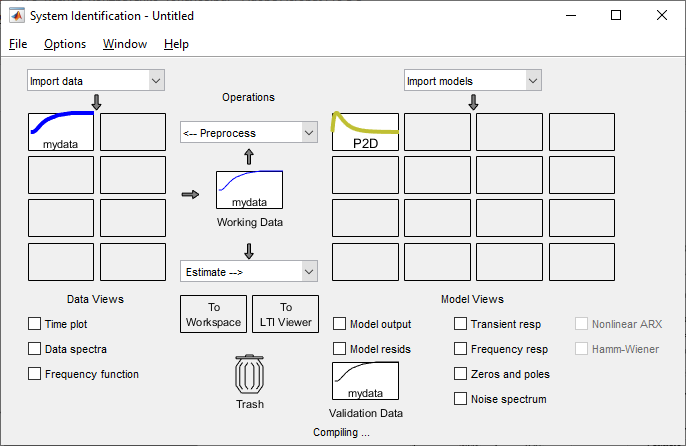 System Identification - Untitled
File Options Window Help
Import data
Import models
Operations
mydata
<-- Preprocess
P2D
mydata
Working Data
Estimate -->
Data Views
To
Workspace
To
LTI Viewer
Model Views
Time plot
Data spectra
Frequency function
Model output
Model resids
Transient resp
Frequency resp
Zeros and poles
Noise spectrum
Nonlinear ARX
Hamm-Wiener
Trash
mydata
Validation Data
Compiling ...